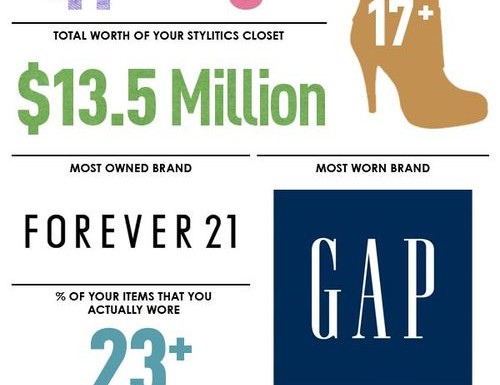 17+
TOTAL WORTH OF YOUR STYLITICS CLOSET
$13.5 Million
MOST OWNED BRAND
MOST WORN BRAND
FOREVER 21
GAP
% OF YOUR ITEMS THAT YOU
ACTUALLY WORE
23+